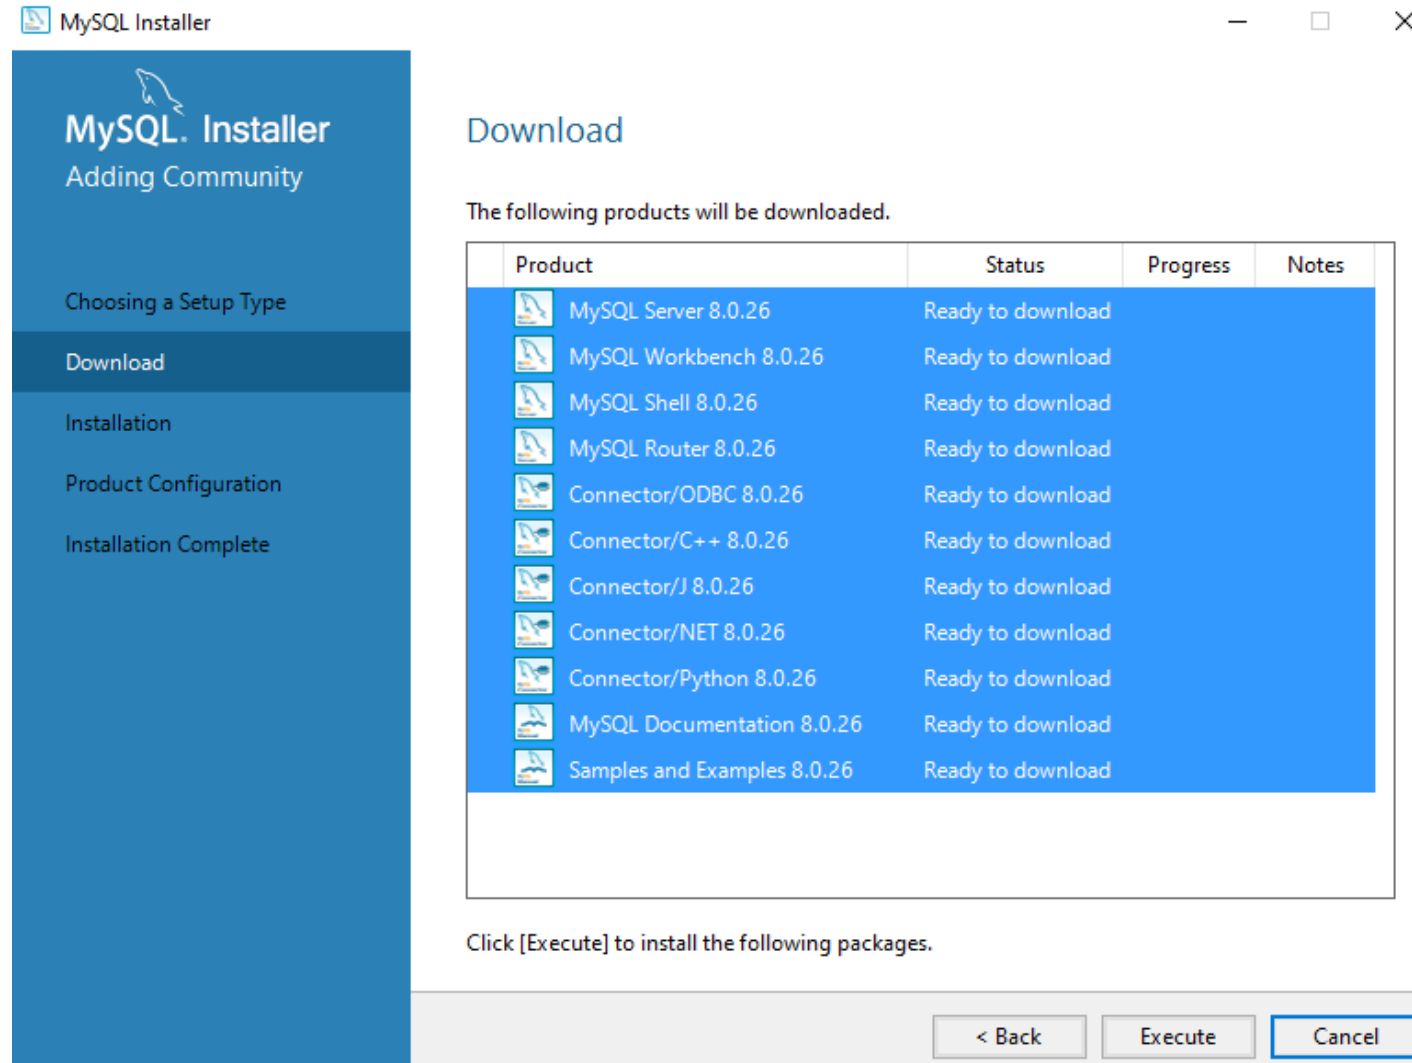 MySQL Installer
MySQL. Installer
Adding Community
Choosing a Setup Type
Download
Installation
Product Configuration
Installation Complete
Download
The following products will be downloaded.
Product Status Progress Notes
MySQL Server 8.0.26 Ready to download
MySQL Workbench 8.0.26 Ready to download
MySQL Shell 8.0.26 Ready to download
MySQL Router 8.0.26 Ready to download
Connector/ODBC 8.0.26 Ready to download
Connector/C++ 8.0.26 Ready to download
Connector/J 8.0.26 Ready to download
Connector/NET 8.0.26 Ready to download
Connector/Python 8.0.26 Ready to download
MySQL Documentation 8.0.26 Ready to download
Samples and Examples 8.0.26 Ready to download
Click [Execute] to install the following packages.
< Back Execute Cancel